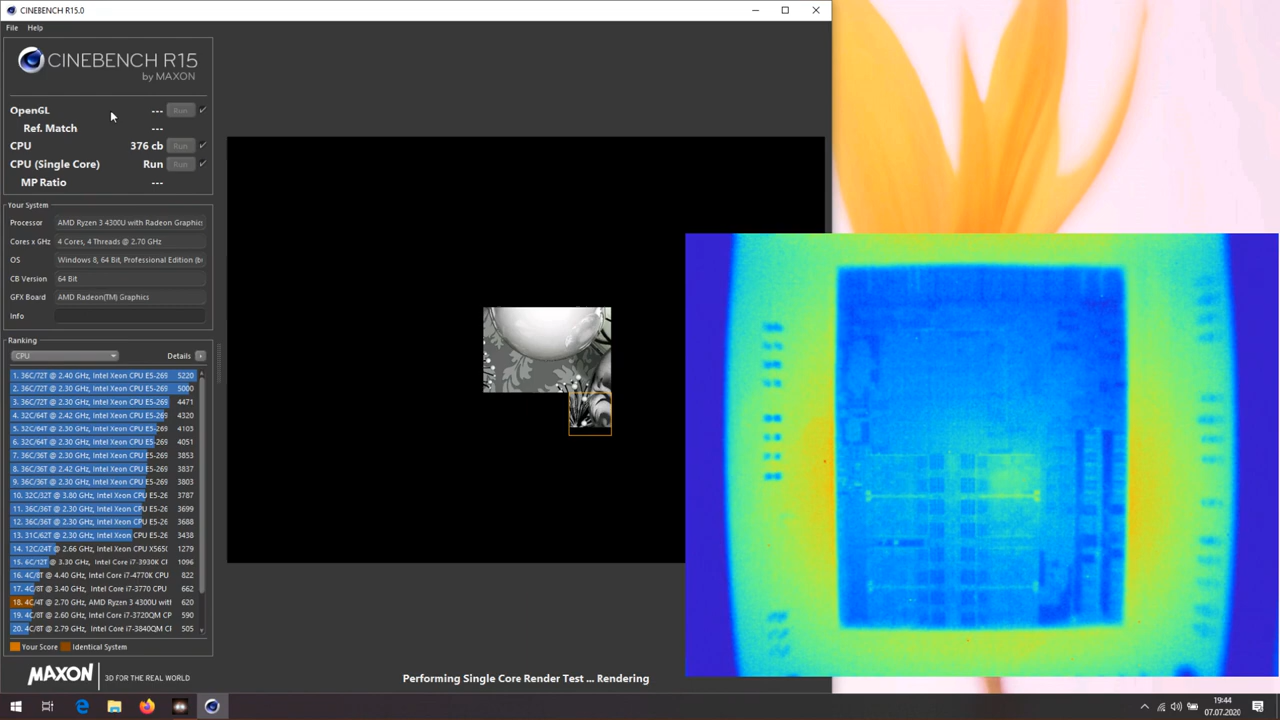 CINEBENCH R15.0
File Help
CINEBENCH R15
by MAXON
OpenGL --- Run
Ref. Match ---
CPU 376 cb Run
CPU (Single Core) Run Run
MP Ratio ---
Your System
Processor AMD Ryzen 3 4300U with Radeon Graphic
Cores x GHz 4 Cores, 4 Threads @ 2.70 GHz
OS Windows 8, 64 Bit, Professional Edition (b
CB Version 64 Bit
GFX Board AMD Radeon(TM) Graphics
Info
Ranking
CPU Details
1. 36C/72T @ 2.40 GHz, Intel Xeon CPU E5-269 5220
2. 36C/72T @ 2.30 GHz, Intel Xeon CPU E5-269 5000
3. 36C/72T @ 2.30 GHz, Intel Xeon CPU E5-269 4471
4. 32C/64T @ 2.42 GHz, Intel Xeon CPU E5-269 4320
5. 32C/64T @ 2.30 GHz, Intel Xeon CPU E5-269 4103
6. 32C/64T @ 2.30 GHz, Intel Xeon CPU E5-269 4051
7. 36C/36T @ 2.30 GHz, Intel Xeon CPU E5-269 3853
8. 36C/36T @ 2.42 GHz, Intel Xeon CPU E5-269 3837
9. 36C/36T @ 2.30 GHz, Intel Xeon CPU E5-269 3803
10. 32C/32T @ 3.80 GHz, Intel Xeon CPU E5-26 3787
11. 36C/36T @ 2.30 GHz, Intel Xeon CPU E5-26 3699
12. 36C/36T @ 2.30 GHz, Intel Xeon CPU E5-26 3688
13. 31C/62T @ 2.30 GHz, Intel Xeon CPU E5-26 3438
14. 12C/24T @ 2.66 GHz, Intel Xeon CPU X565( 1279
15. 6C/12T @ 3.30 GHz, Intel Core i7-3930K C 1096
16. 4C/8T @ 4.40 GHz, Intel Core i7-4770K CPU 822
17. 4C/8T @ 3.40 GHz, Intel Core i7-3770 CPU 662
18. 4C/4T @ 2.70 GHz, AMD Ryzen 3 4300U wit 620
19. 4C/8T @ 2.60 GHz, Intel Core i7-3720QM CP 590
20. 4C/8T @ 2.79 GHz, Intel Core i7-3840QM CF 505
Your Score Identical System
MAXON 3D FOR THE REAL WORLD
Performing Single Core Render Test ... Rendering
19:44
07.07.2020